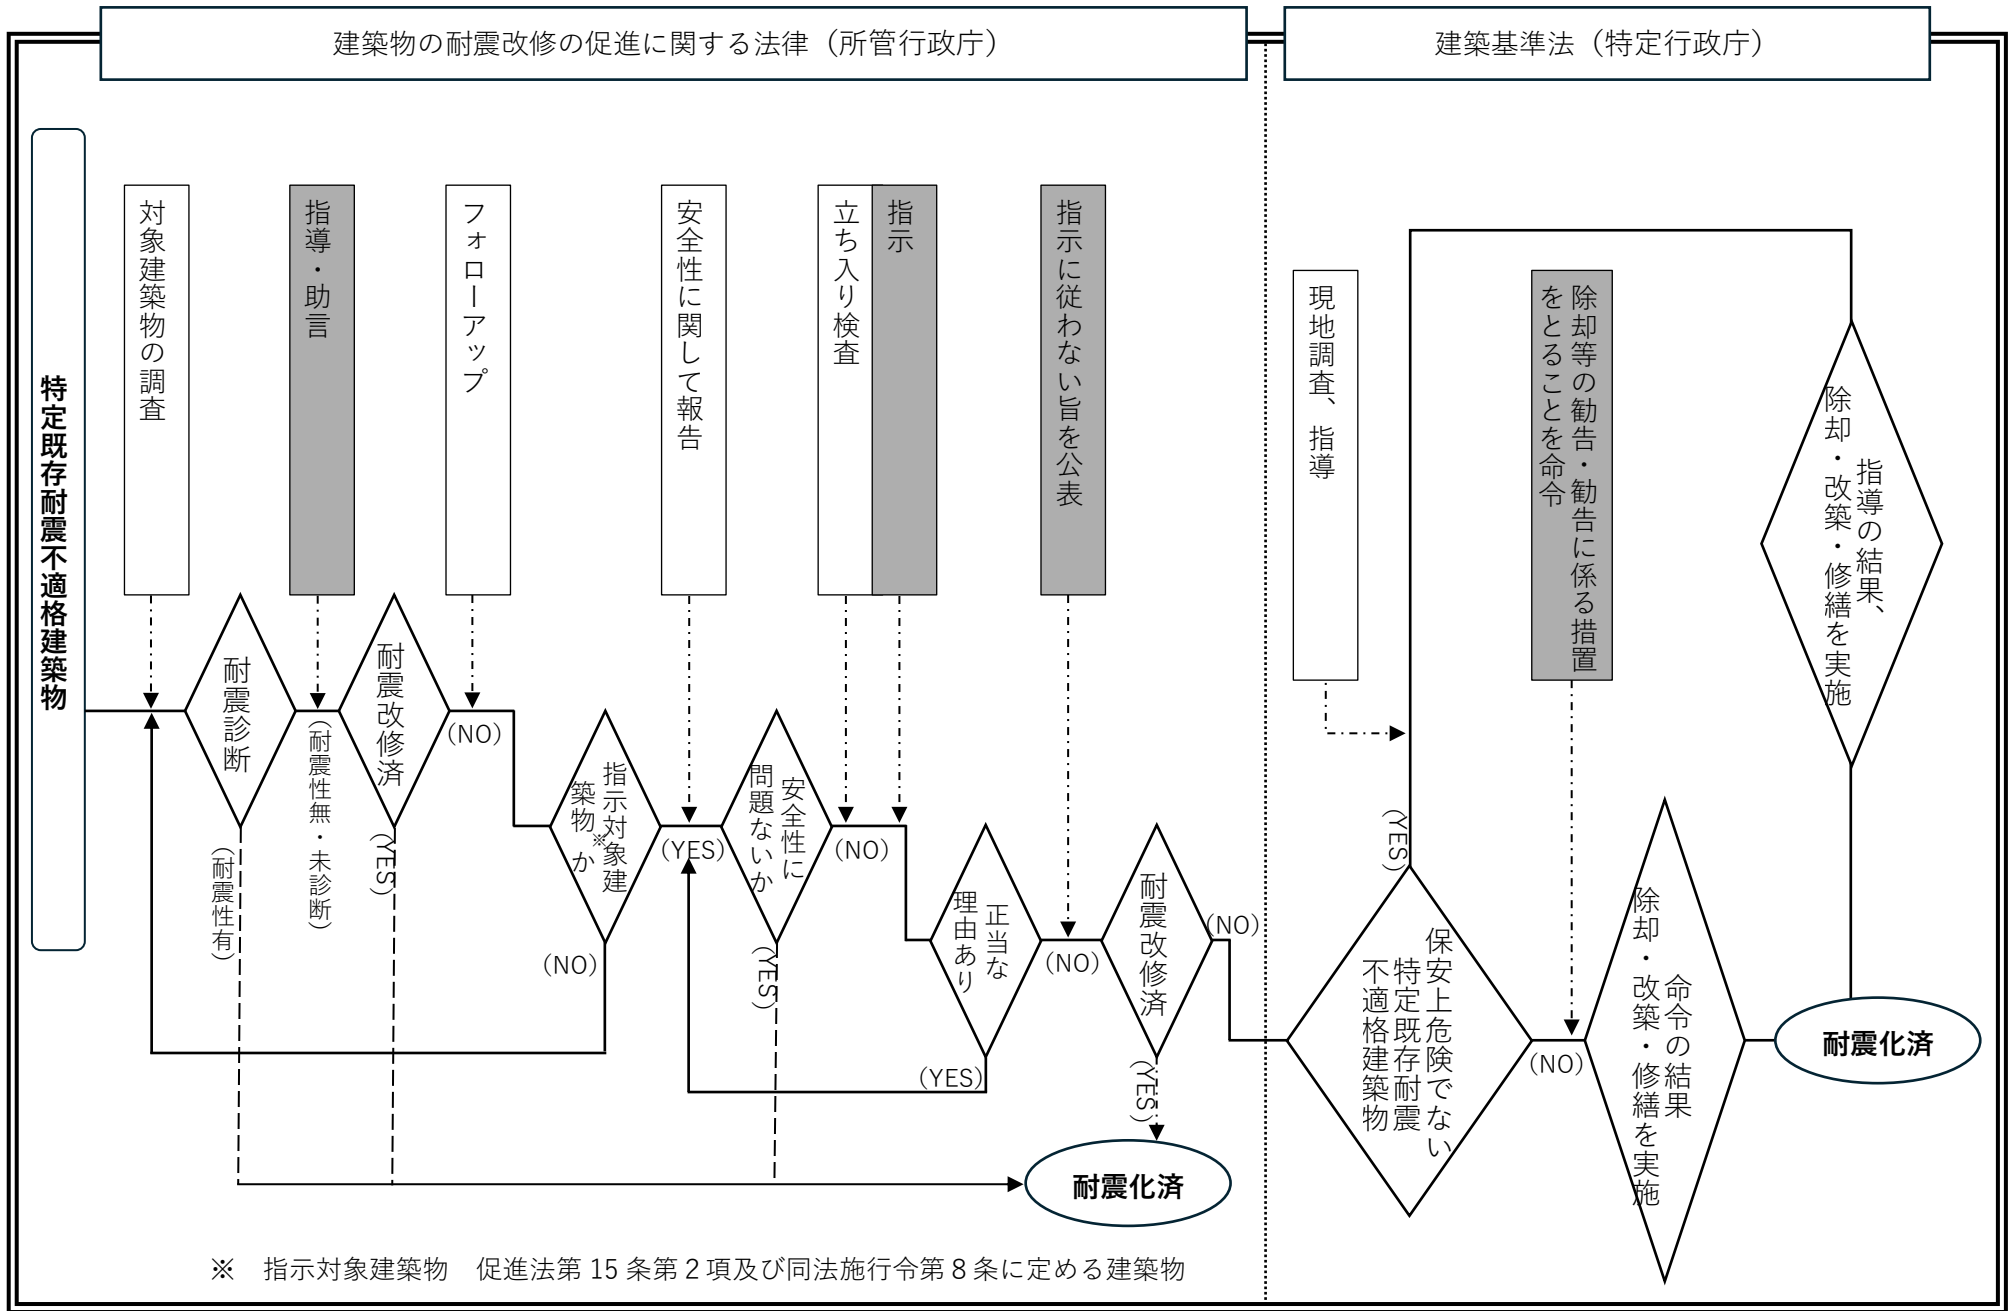 建築物の耐震改修の促進に関する法律（所管行政庁）
建築基準法（特定行政庁）
特定既存耐震不適格建築物
対象建築物の調査
指導・助言
フォローアップ
安全性に関して報告
立ち入り検査
指示
指示に従わない旨を公表
現地調査、指導
除却等の勧告・勧告に係る措置
をとることを命令
指導の結果、
除却・改築・修繕を実施
耐震診断
（耐震性有）
（耐震性無・未診断）
耐震改修済
（YES）
（NO）
指示対象建
築物※か
（NO）
（YES）
安全性に
問題ないか
（YES）
（NO）
正当な
理由あり
（YES）
（NO）
耐震改修済
（YES）
（NO）
耐震化済
保安上危険でない
特定既存耐震
不適格建築物
（YES）
（NO）
命令の結果
除却・改築・修繕を実施
耐震化済
※　指示対象建築物　促進法第 15 条第 2 項及び同法施行令第 8 条に定める建築物